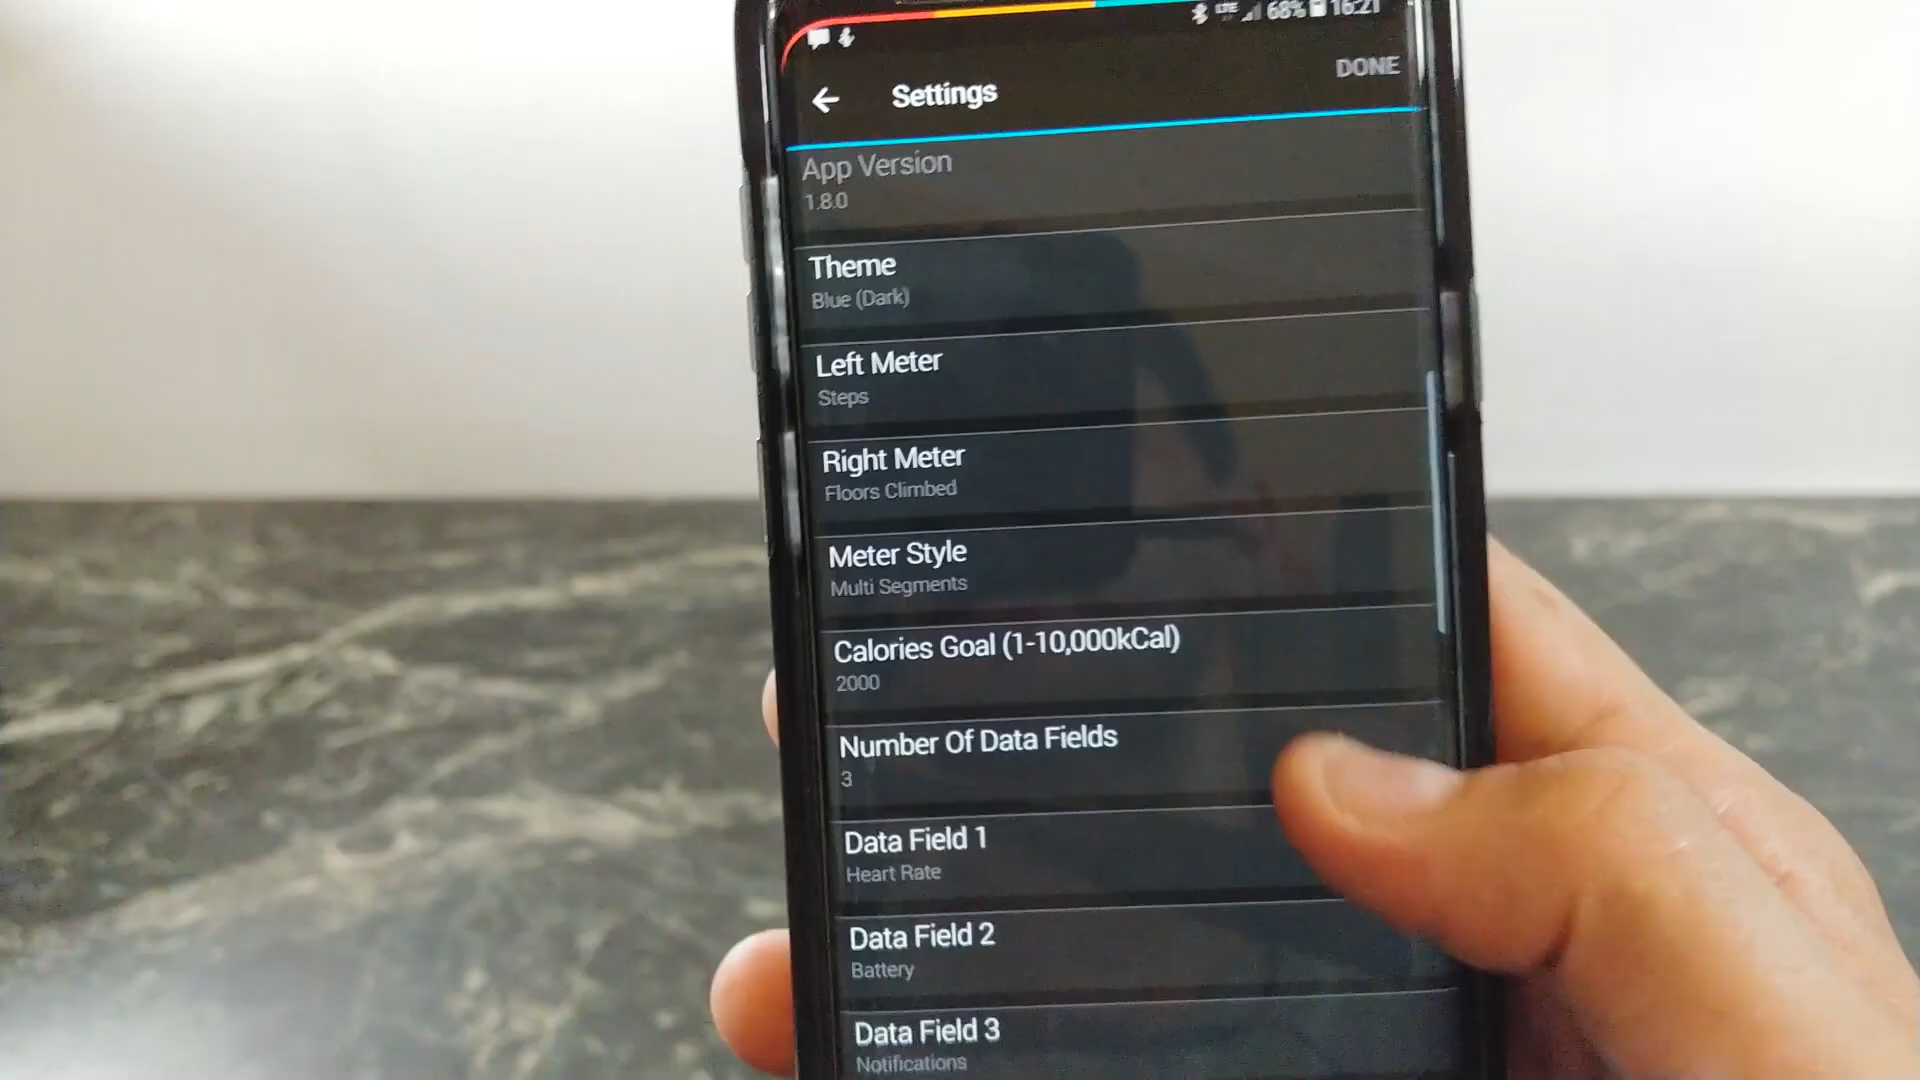 LTE 68% 16:21
DONE
Settings
App Version
1.8.0
Theme
Blue (Dark)
Left Meter
Steps
Right Meter
Floors Climbed
Meter Style
Multi Segments
Calories Goal (1-10,000kCal)
2000
Number Of Data Fields
3
Data Field 1
Heart Rate
Data Field 2
Battery
Data Field 3
Notifications